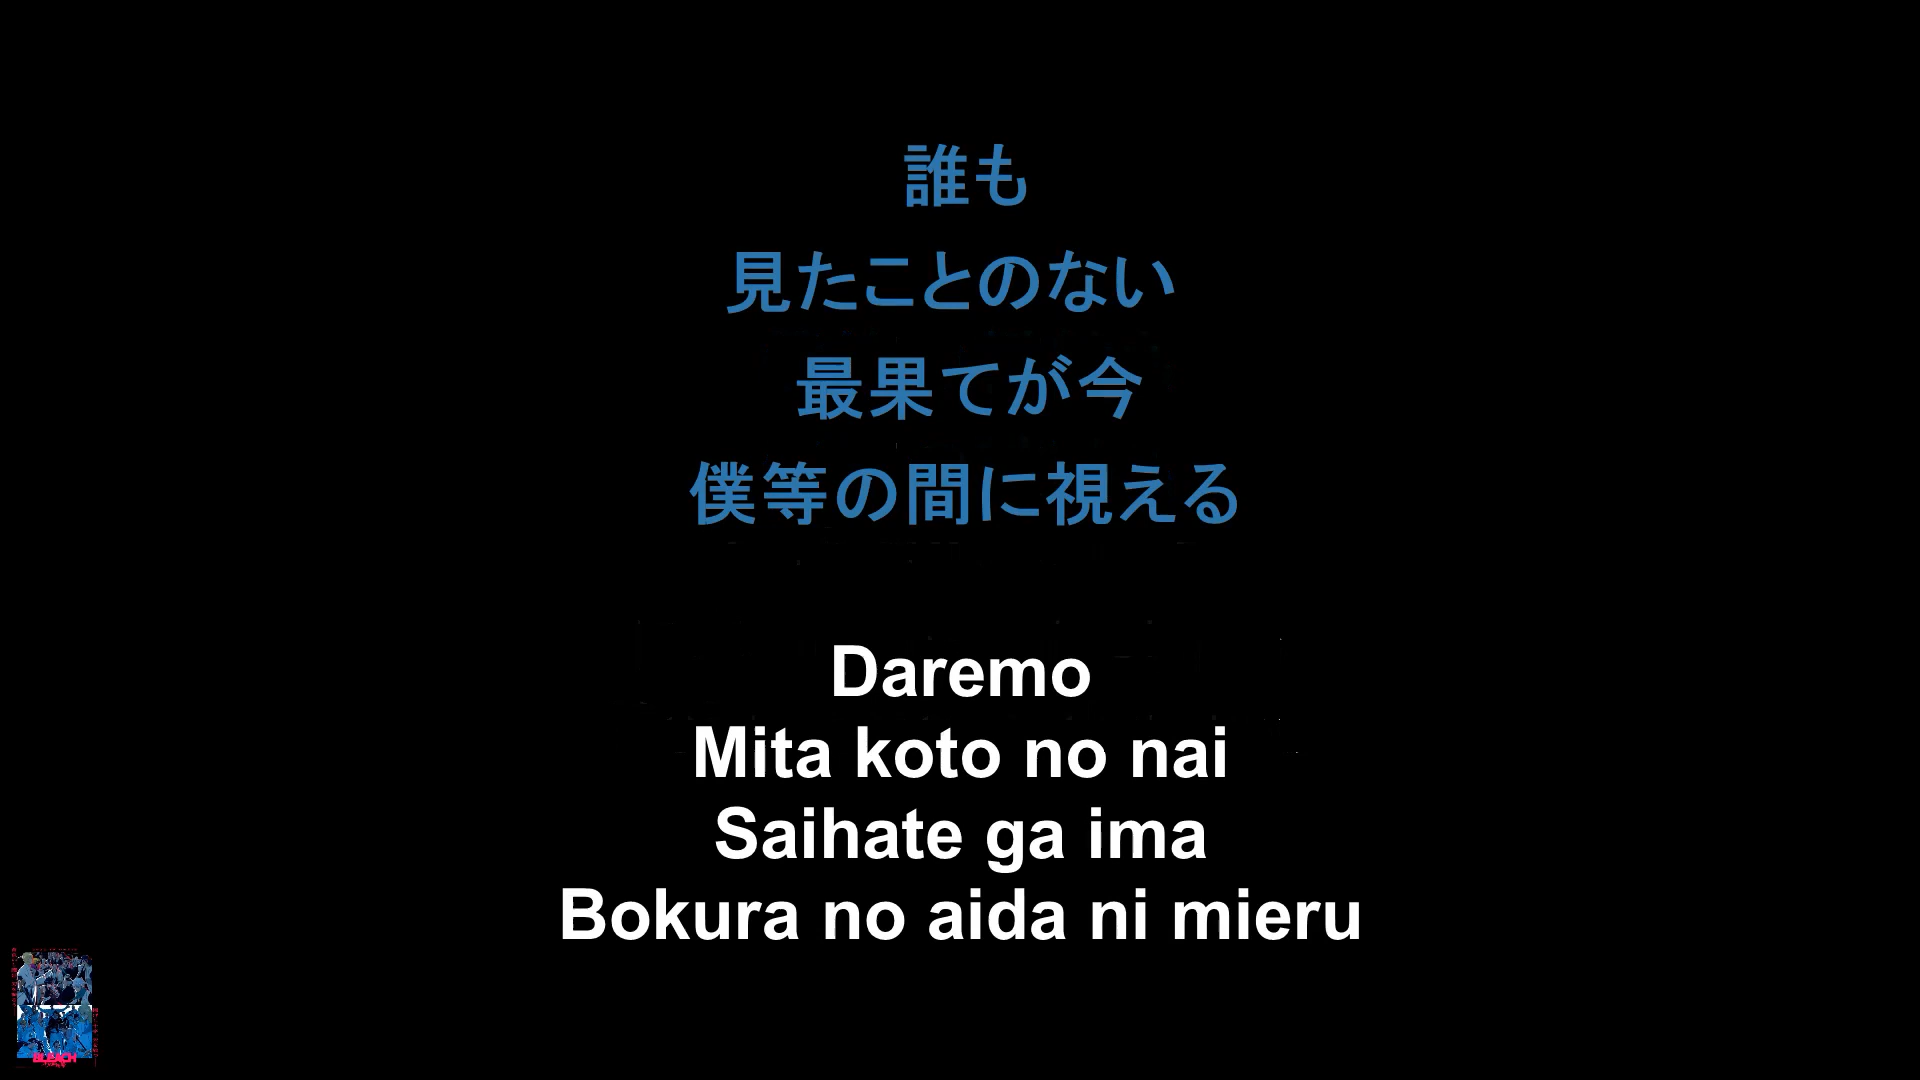 誰も
見たことのない
最果てが今
僕等の間に視える
Daremo
Mita koto no nai
Saihate ga ima
Bokura no aida ni mieru
BLEACH